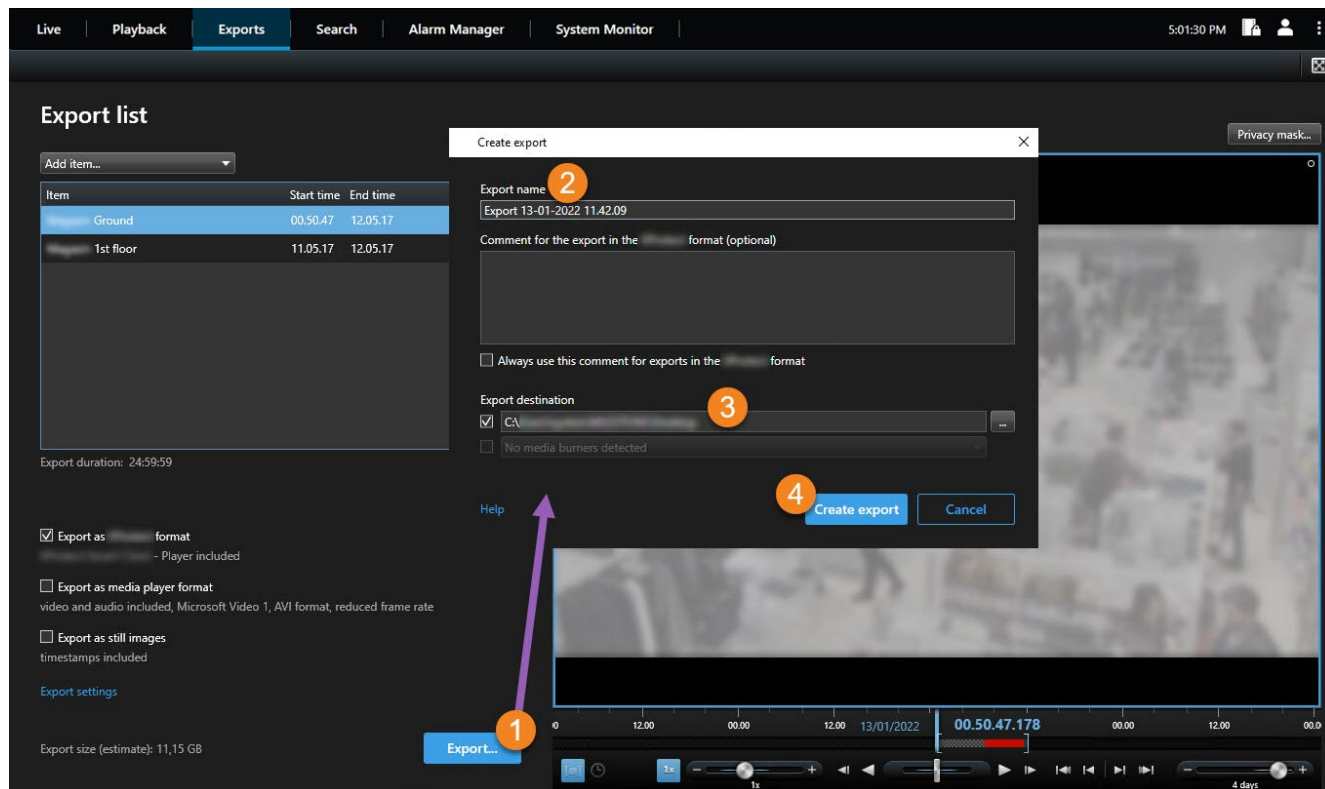 Live Playback Exports Search Alarm Manager System Monitor 5:01:30 PM
Export list
Privacy mask...
Create export
Add item...
Item Start time End time
Ground 00.50.47 12.05.17
1st floor 11.05.17 12.05.17
Export duration: 24:59:59
Export name 2
Export 13-01-2022 11.42.09
Comment for the export in the format (optional)
Always use this comment for exports in the format
Export destination
3
C:\ ...
No media burners detected
4
Help Create export Cancel
Export as format
- Player included
Export as media player format
video and audio included, Microsoft Video 1, AVI format, reduced frame rate
Export as still images
timestamps included
Export settings
1
Export size (estimate): 11,15 GB Export...
12.00 00.00 12.00 13/01/2022 00.50.47.178 00.00 12.00 00.0
1x - + - +
1x 4 days